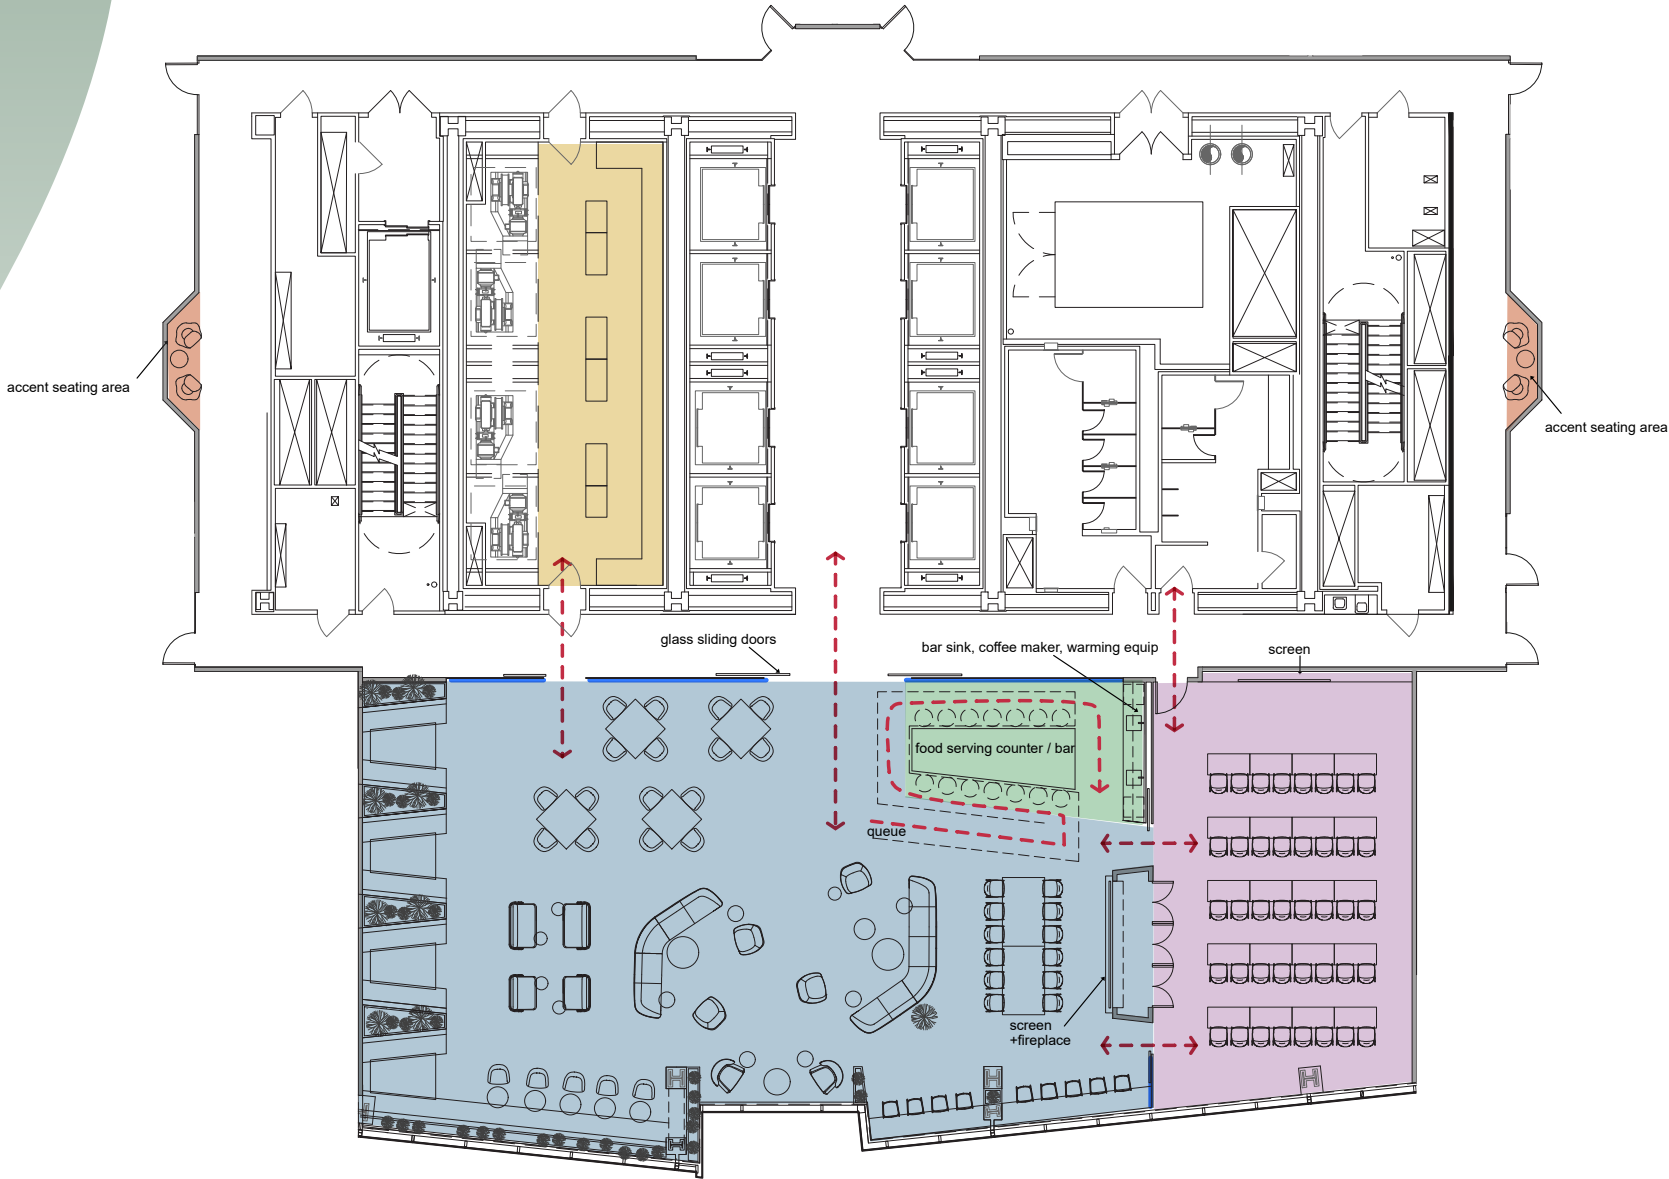 glass sliding doors
bar sink, coffee maker, warming equip
screen
accent seating area
accent seating area
food serving counter / bar
queue
screen
+fireplace